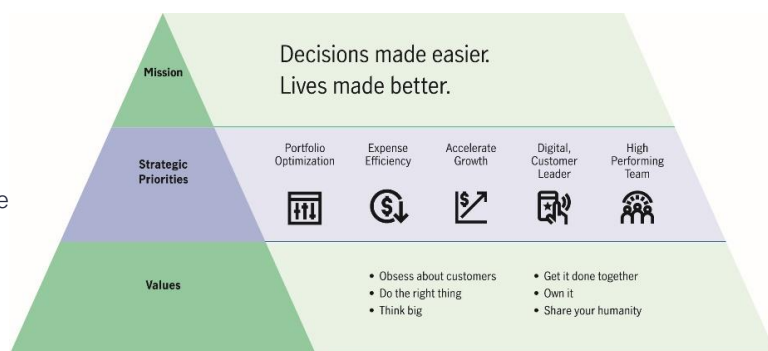 Mission
Decisions made easier.
Lives made better.
Strategic
Priorities
Portfolio
Optimization
Expense
Efficiency
Accelerate
Growth
Digital,
Customer
Leader
High
Performing
Team
e
Values
• Obsess about customers
• Do the right thing
• Think big
• Get it done together
• Own it
• Share your humanity